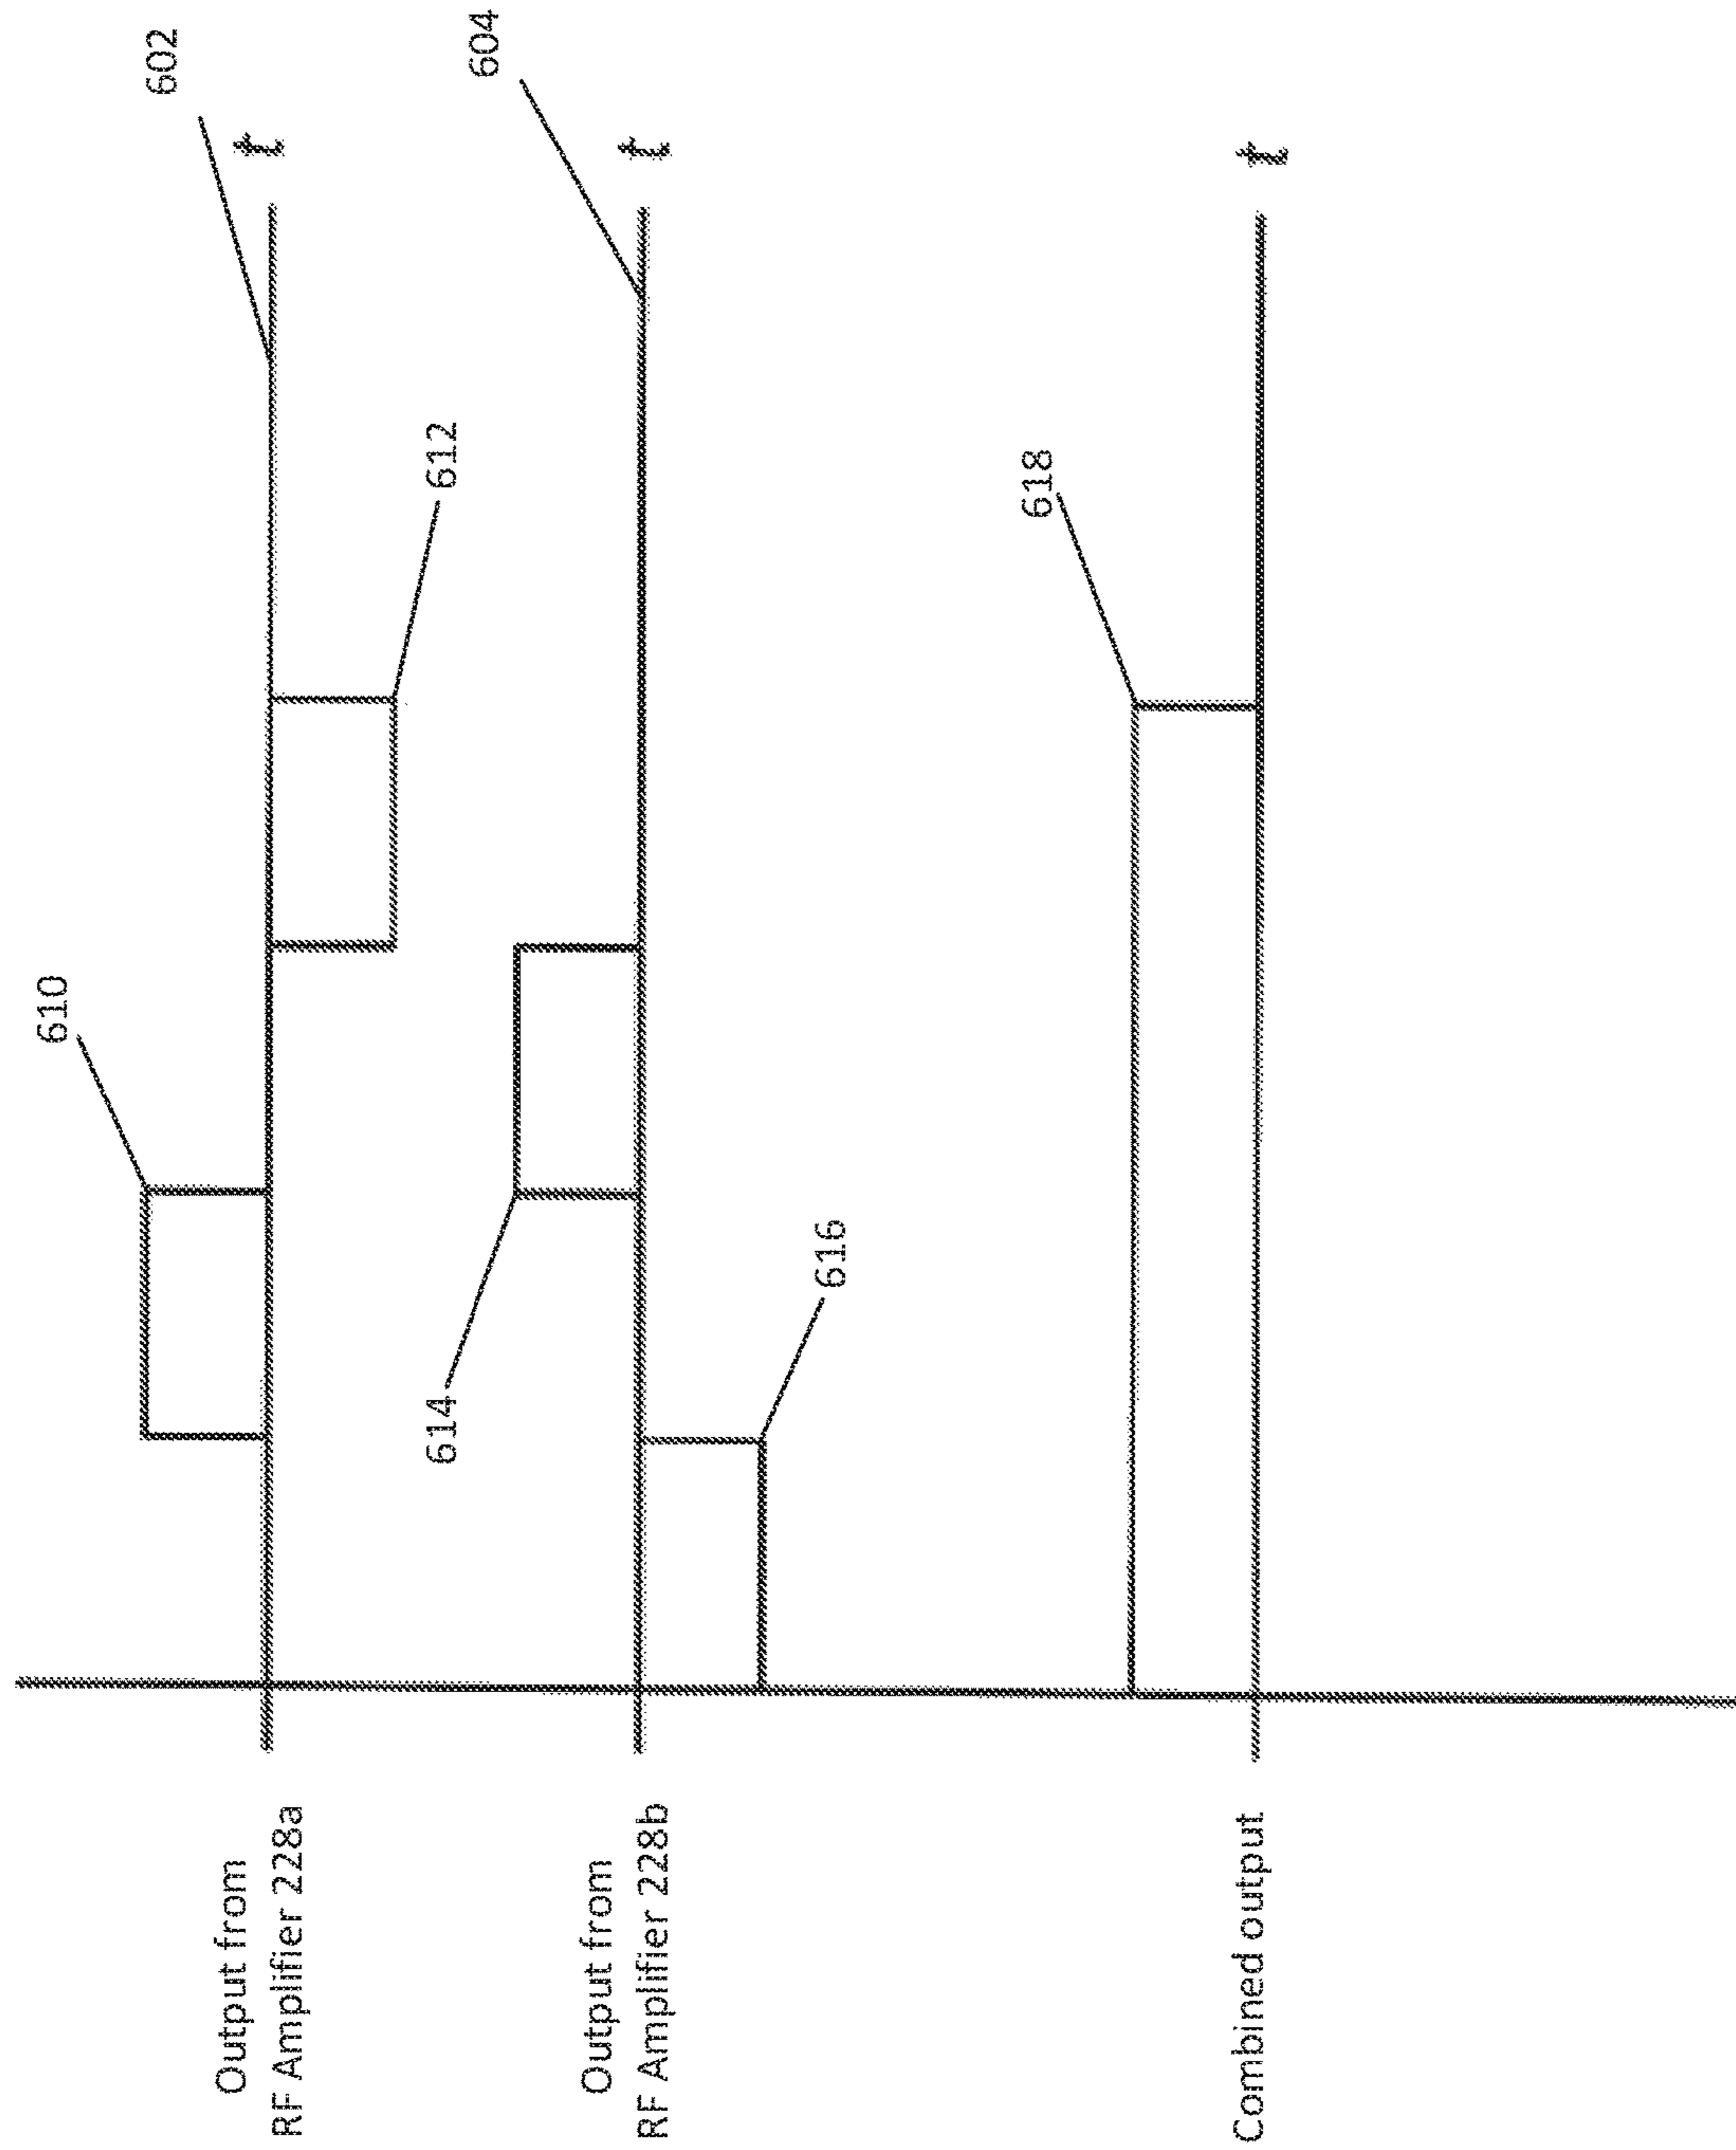 602
604
t
t
t
612
618
610
616
614
Output from
RF Amplifier 228a
Output from
RF Amplifier 228b
Combined output